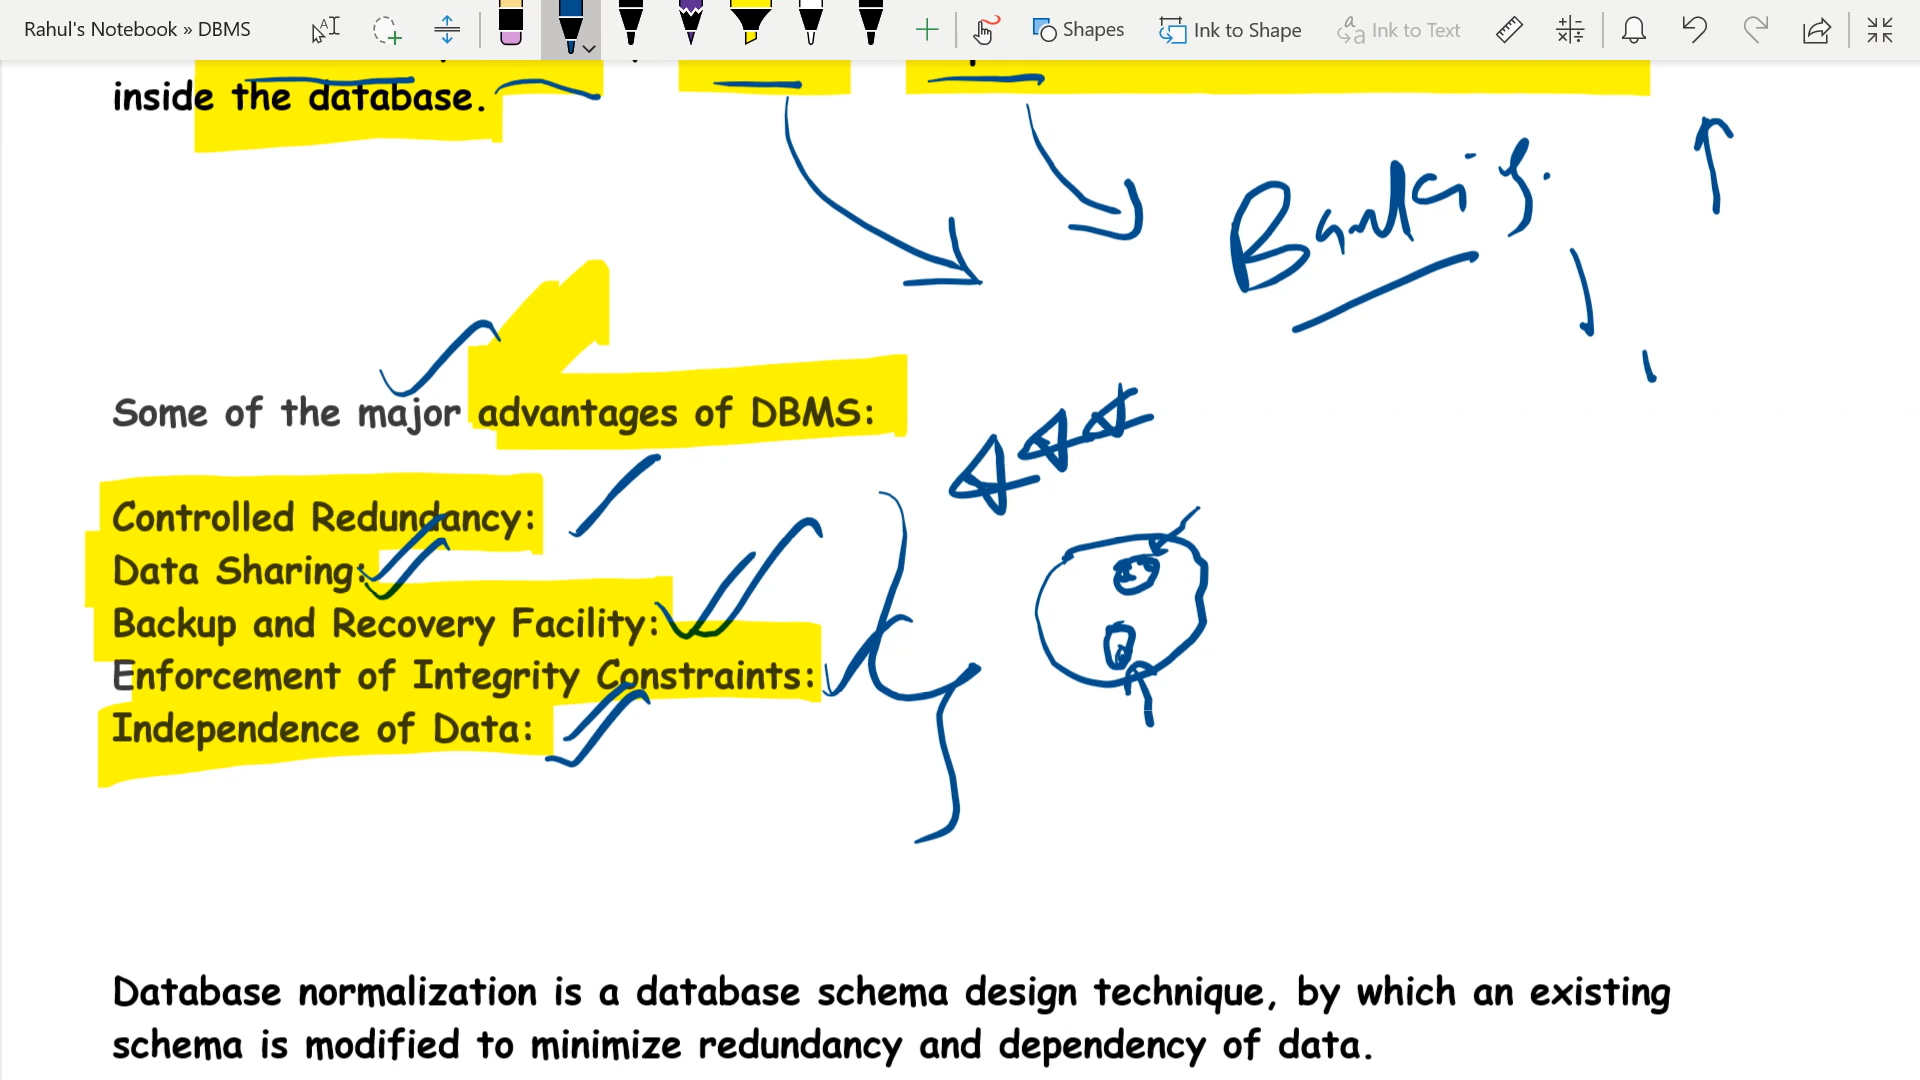 Rahul's Notebook » DBMS
Shapes
Ink to Shape
Ink to Text
inside the database.
Banking.
Some of the major advantages of DBMS:
Controlled Redundancy:
Data Sharing:
Backup and Recovery Facility:
Enforcement of Integrity Constraints:
Independence of Data:
Database normalization is a database schema design technique, by which an existing
schema is modified to minimize redundancy and dependency of data.